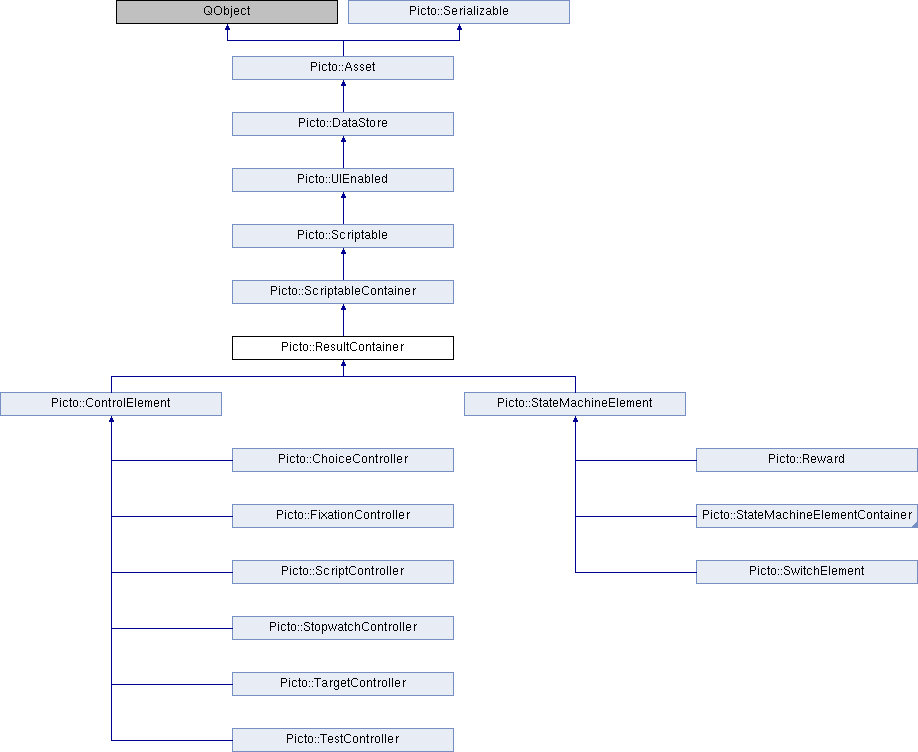 QObject
Picto::Serializable
Picto::Asset
Picto::DataStore
Picto::UIEnabled
Picto::Scriptable
Picto::ScriptableContainer
Picto::ResultContainer
Picto::ControlElement
Picto::StateMachineElement
Picto::ChoiceController
Picto::Reward
Picto::FixationController
Picto::StateMachineElementContainer
Picto::ScriptController
Picto::SwitchElement
Picto::StopwatchController
Picto::TargetController
Picto::TestController